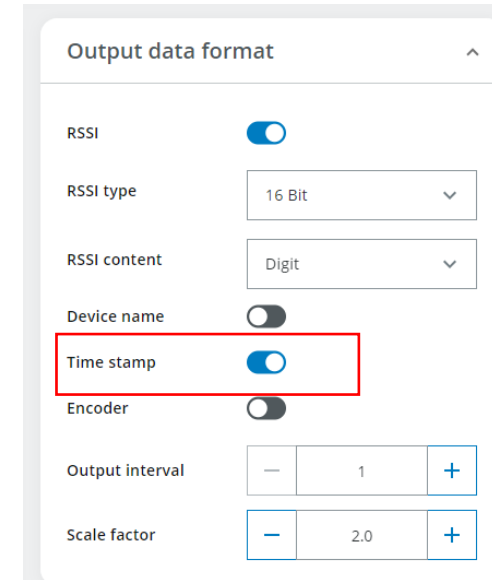 Output data format
RSSI
RSSI type
16 Bit
RSSI content
Digit
Device name
Time stamp
Encoder
Output interval
— 1 +
Scale factor
— 2.0 +